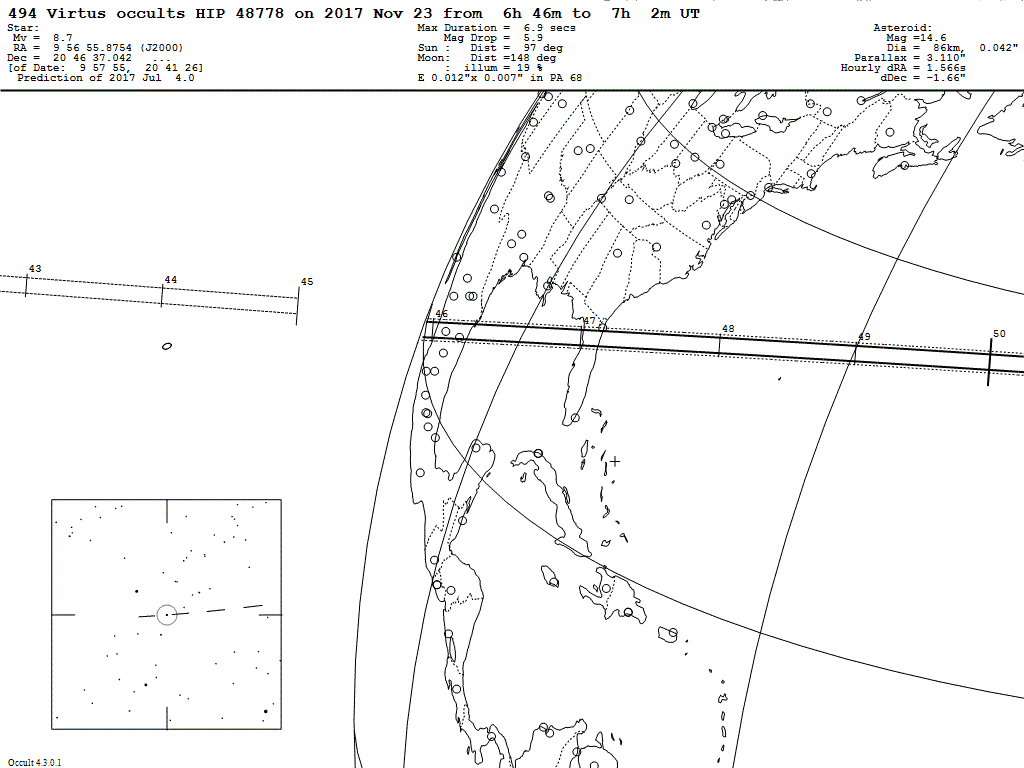 494 Virtus occults HIP 48778 on 2017 Nov 23 from 6h 46m to 7h 2m UT
Star:
Mv = 8.7
RA = 9 56 55.8754 (J2000)
Dec = 20 46 37.042 ...
[of Date: 9 57 55, 20 41 26]
Prediction of 2017 Jul 4.0
Max Duration = 6.9 secs
Mag Drop = 5.9
Sun : Dist = 97 deg
Moon: Dist =148 deg
: illum = 19 %
E 0.012"x 0.007" in PA 68
Asteroid:
Mag =14.6
Dia = 86km, 0.042"
Parallax = 3.110"
Hourly dRA = 1.566s
dDec = -1.66"
43
44
45
46
47
48
49
50
Occult 4.3.0.1